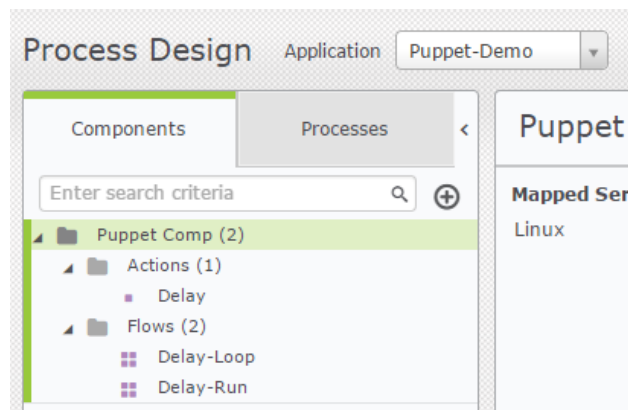 Process Design Application Puppet-Demo
Components Processes
Enter search criteria
Puppet Comp (2)
Actions (1)
Delay
Flows (2)
Delay-Loop
Delay-Run
Puppet
Mapped Ser
Linux